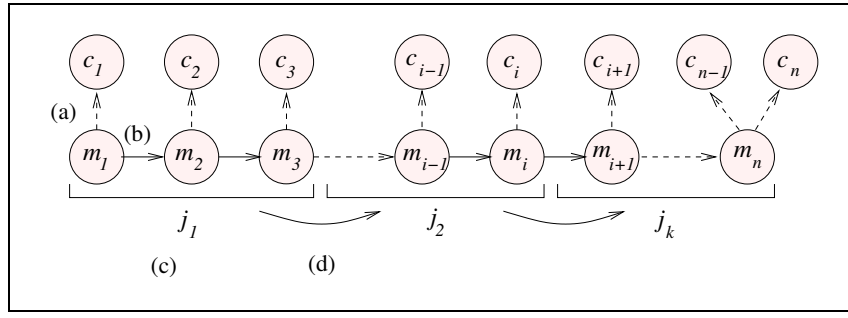 c1 c2 c3 ci-1 ci ci+1 cn-1 cn
(a)
(b)
m1 m2 m3 mi-1 mi mi+1 mn
j1 j2 jk
(c) (d)